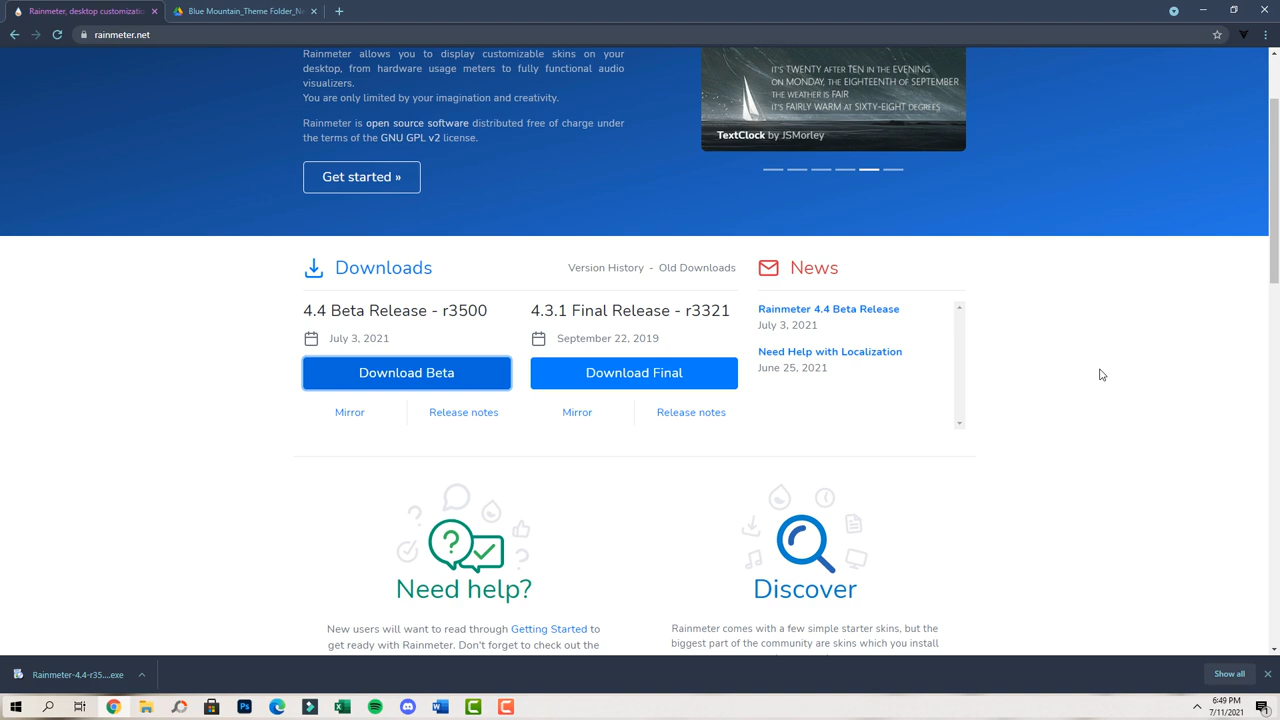 Rainmeter, desktop customizatio
Blue Mountain_Theme Folder_Ne
rainmeter.net
Rainmeter allows you to display customizable skins on your
desktop, from hardware usage meters to fully functional audio
visualizers.
You are only limited by your imagination and creativity.
Rainmeter is open source software distributed free of charge under
the terms of the GNU GPL v2 license.
Get started »
IT'S TWENTY AFTER TEN IN THE EVENING
ON MONDAY, THE EIGHTEENTH OF SEPTEMBER
THE WEATHER IS FAIR
IT'S FAIRLY WARM AT SIXTY-EIGHT DEGREES
TextClock by JSMorley
Downloads
Version History - Old Downloads
News
4.4 Beta Release - r3500
July 3, 2021
Download Beta
Mirror
Release notes
4.3.1 Final Release - r3321
September 22, 2019
Download Final
Mirror
Release notes
Rainmeter 4.4 Beta Release
July 3, 2021
Need Help with Localization
June 25, 2021
Need help?
New users will want to read through Getting Started to
get ready with Rainmeter. Don't forget to check out the
Discover
Rainmeter comes with a few simple starter skins, but the
biggest part of the community are skins which you install
Rainmeter-4.4-r35....exe
Show all
6:49 PM
7/11/2021